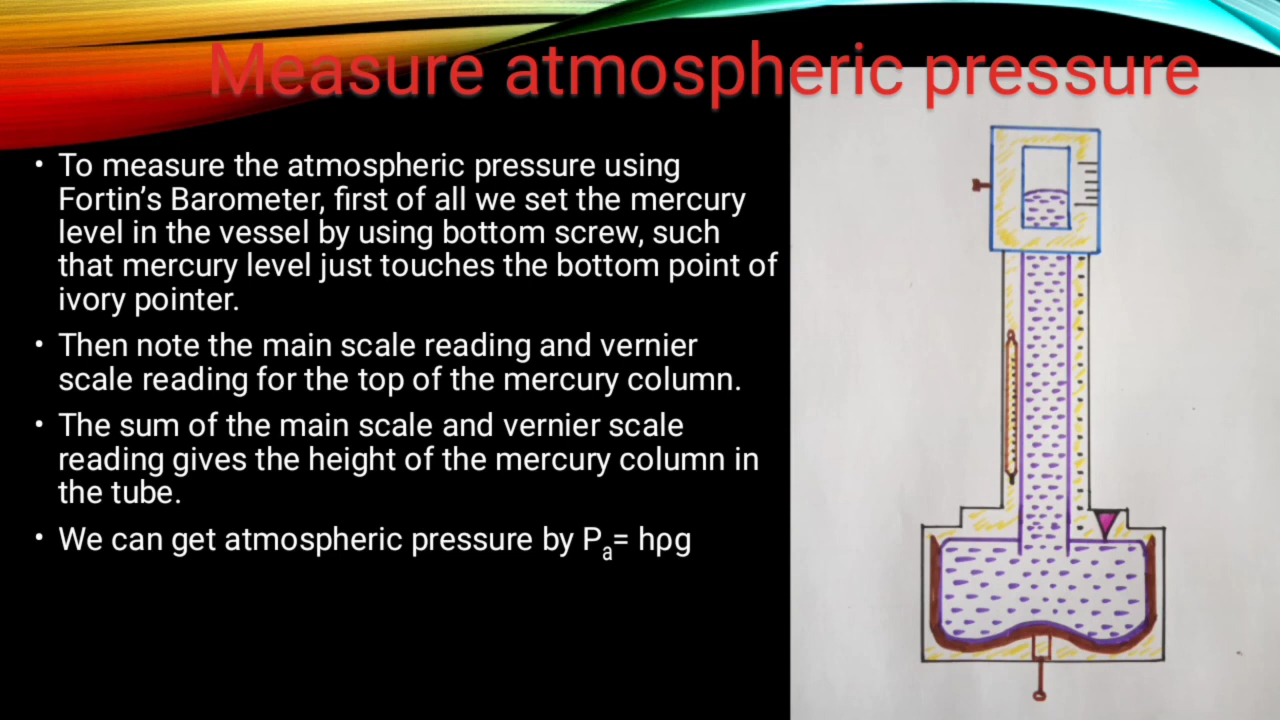 Measure atmospheric pressure
• To measure the atmospheric pressure using
Fortin’s Barometer, first of all we set the mercury
level in the vessel by using bottom screw, such
that mercury level just touches the bottom point of
ivory pointer.
• Then note the main scale reading and vernier
scale reading for the top of the mercury column.
• The sum of the main scale and vernier scale
reading gives the height of the mercury column in
the tube.
• We can get atmospheric pressure by Pₐ= hρg